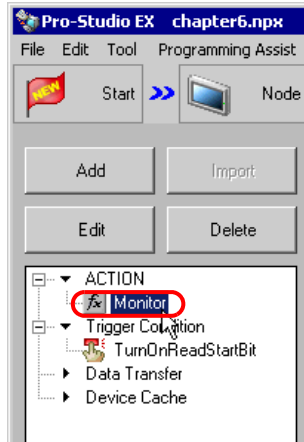 Pro-Studio EX chapter6.npx
File Edit Tool Programming Assist
NEW Start Node
Add Import
Edit Delete
ACTION
fx Monitor
Trigger Condition
TurnOnReadStartBit
Data Transfer
Device Cache